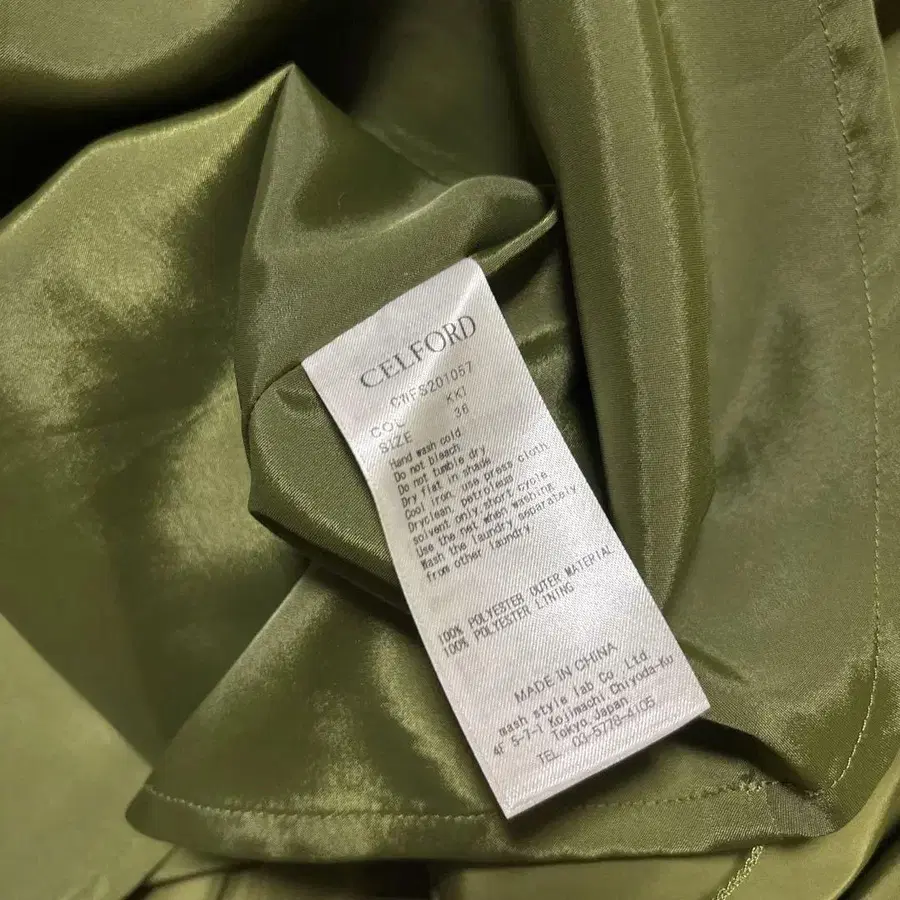 CELFORD
CWFS201057
COL KKI
SIZE 36
Hand wash cold
Do not bleach
Do not tumble dry
Dry flat in shade
Cool iron, use press cloth
Dryclean, petroleum
solvent only short cycle
Use the net when washing
Wash the laundry separately
from other laundry
100% POLYESTER OUTER MATERIAL
100% POLYESTER LINING
MADE IN CHINA
mash style lab Co., Ltd.
4F 5-7-1 Kojimachi Chiyoda-Ku
Tokyo Japan
TEL 03-5778-4105